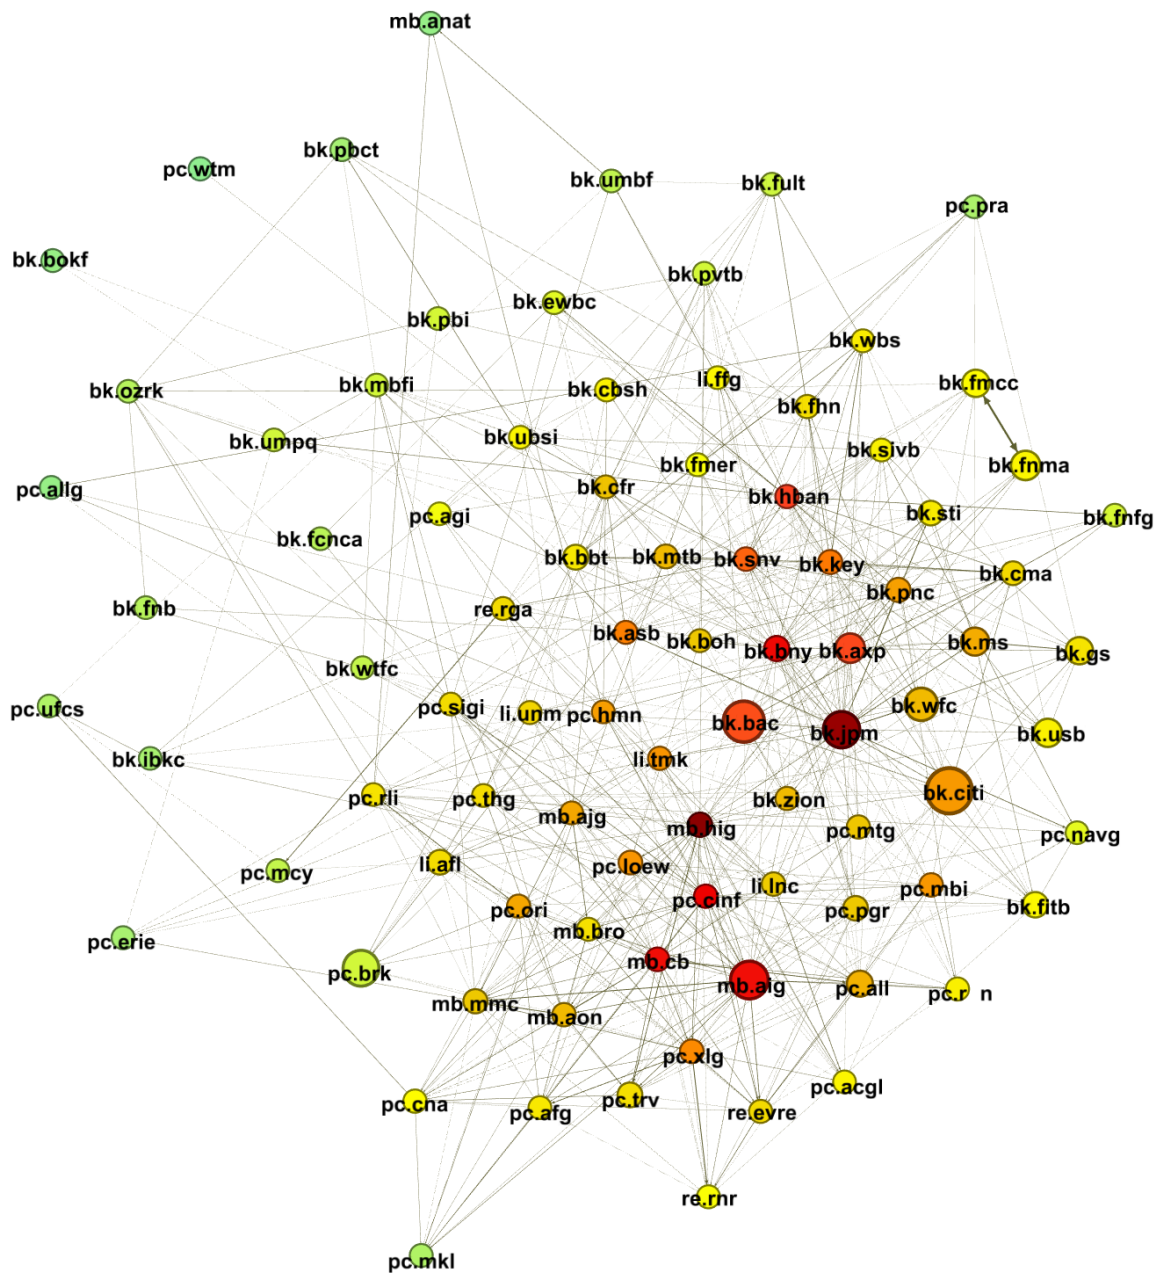 mb.anat
bk.pbct
pc.wtm
bk.umbf
bk.fult
pc.pra
bk.bokf
bk.pvtb
bk.ewbc
bk.pbi
bk.wbs
li.ffg
bk.fmcc
bk.ozrk
bk.mbfi
bk.cbsh
bk.fhn
bk.umpq
bk.ubsi
bk.sivb
bk.fmer
bk.fnma
pc.allg
bk.cfr
bk.hban
pc.agi
bk.sti
bk.fnfg
bk.fcnca
bk.bbt
bk.mtb
bk.snv
bk.key
bk.cma
bk.pnc
bk.fnb
re.rga
bk.asb
bk.boh
bk.bny
bk.axp
bk.ms
bk.gs
bk.wtfc
pc.ufcs
pc.sigi
li.unm
pc.hmn
bk.bac
bk.jpm
bk.wfc
bk.usb
bk.ibkc
li.tmk
pc.rli
pc.thg
mb.ajg
bk.zion
bk.citi
mb.hig
pc.mtg
pc.navg
pc.mcy
li.afl
pc.loew
pc.cinf
li.lnc
pc.mbi
pc.ori
pc.pgr
bk.fitb
pc.erie
mb.bro
pc.brk
mb.cb
mb.aig
pc.all
pc.r n
mb.mmc
mb.aon
pc.xlg
pc.acgl
pc.cna
pc.afg
pc.trv
re.evre
re.rnr
pc.mkl